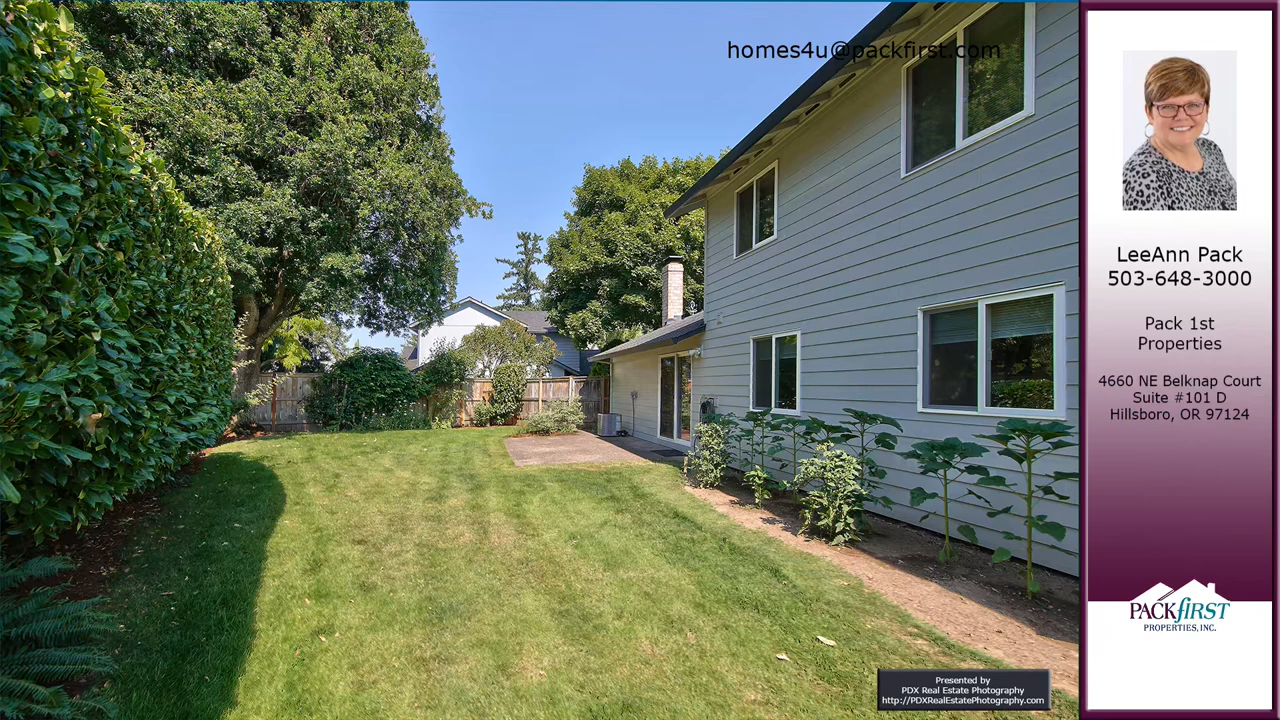 homes4u@packfirst.com
LeeAnn Pack
503-648-3000
Pack 1st
Properties
4660 NE Belknap Court
Suite #101 D
Hillsboro, OR 97124
PACKfiRST
PROPERTIES, INC.
Presented by
PDX Real Estate Photography
http://PDXRealEstatePhotography.com